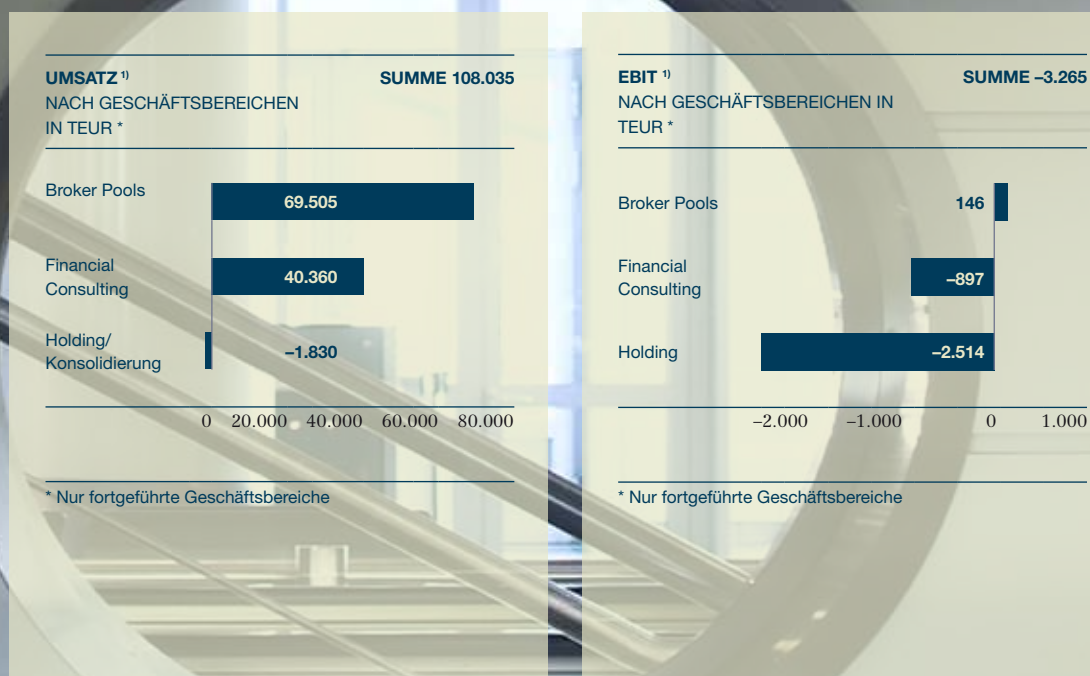 UMSATZ 1) SUMME 108.035
NACH GESCHÄFTSBEREICHEN
IN TEUR *
Broker Pools 69.505
Financial
Consulting 40.360
Holding/
Konsolidierung –1.830
0 20.000 40.000 60.000 80.000
* Nur fortgeführte Geschäftsbereiche
EBIT 1) SUMME –3.265
NACH GESCHÄFTSBEREICHEN IN
TEUR *
Broker Pools 146
Financial
Consulting –897
Holding –2.514
–2.000 –1.000 0 1.000
* Nur fortgeführte Geschäftsbereiche